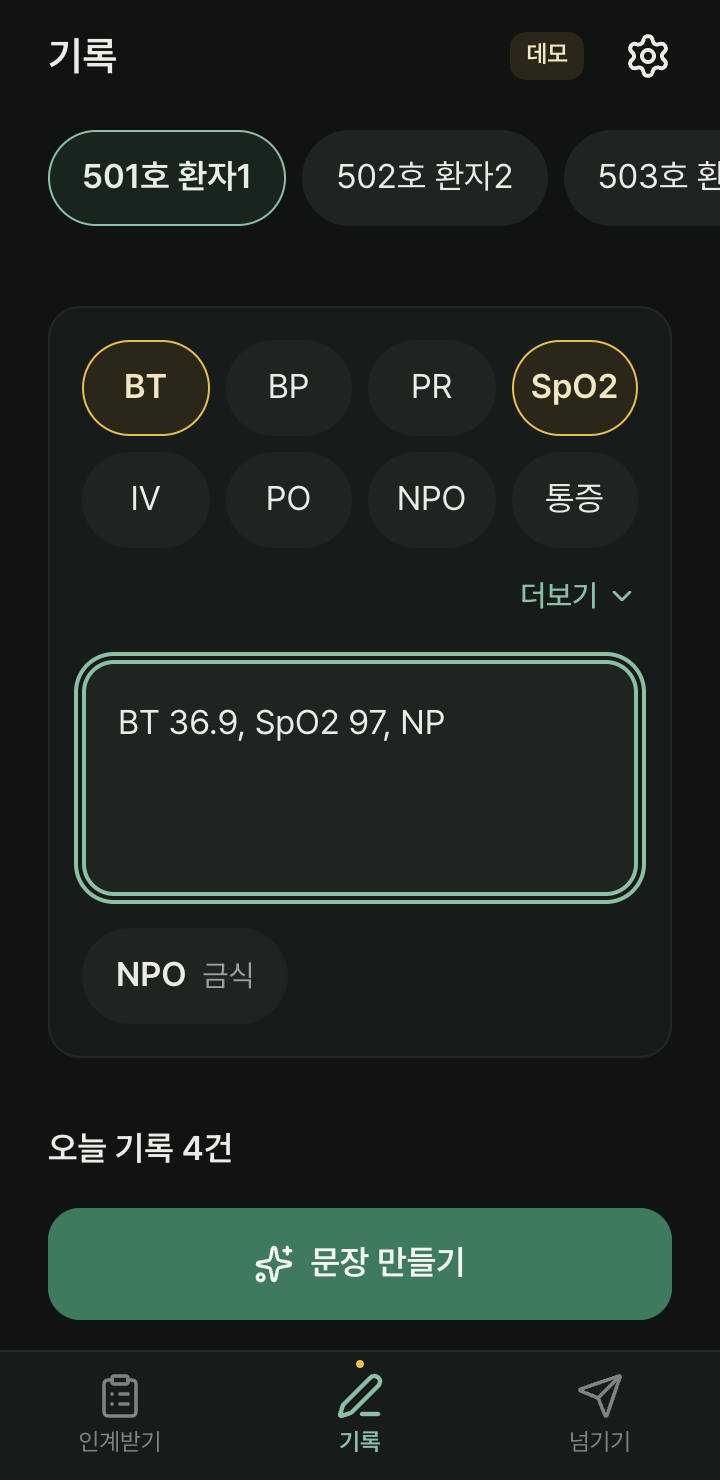 기록
데모
501호 환자1
502호 환자2
503호
BT
BP
PR
SpO2
IV
PO
NPO
통증
더보기
BT 36.9, SpO2 97, NP
NPO 금식
오늘 기록 4건
문장 만들기
인계받기
기록
넘기기